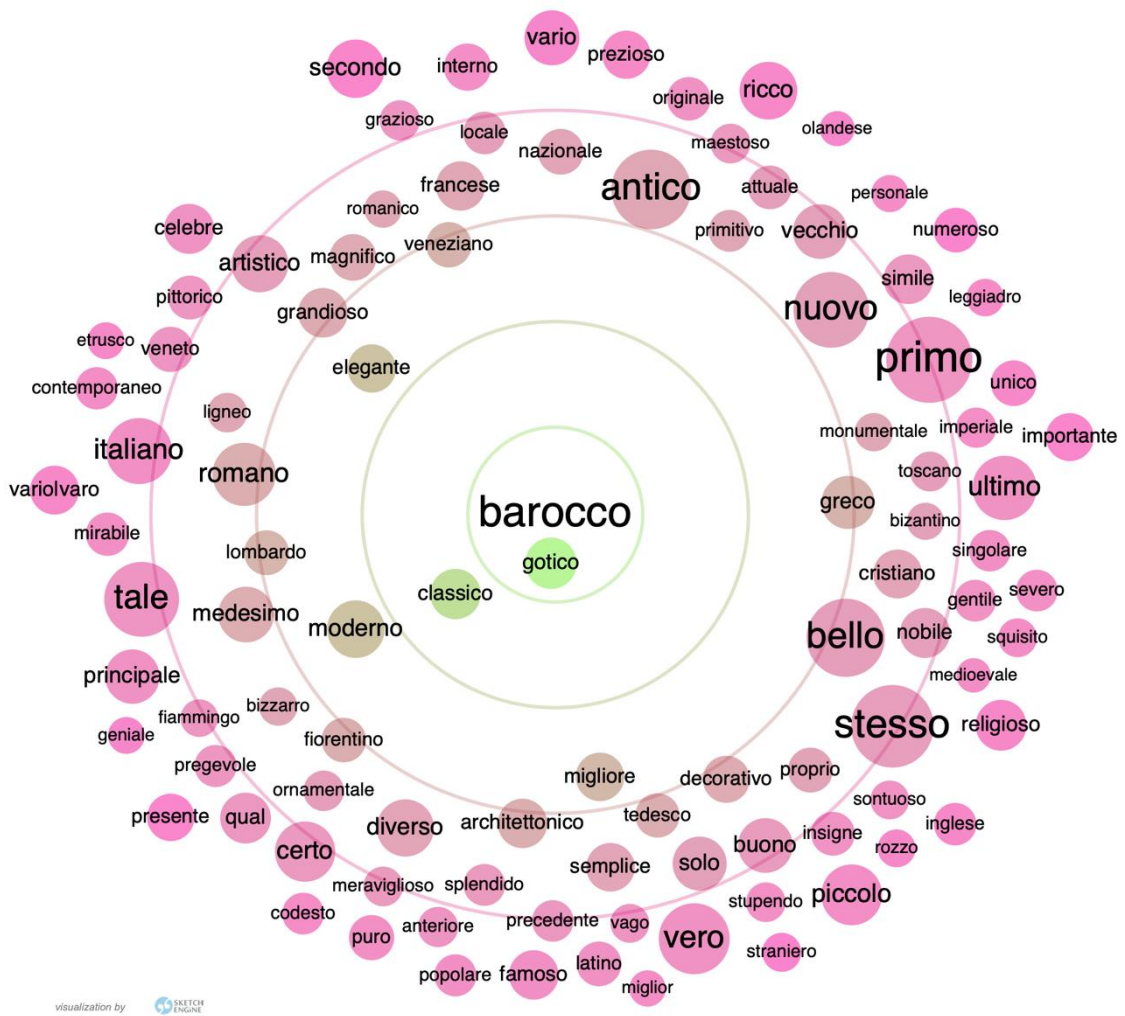 vario
secondo
interno
prezioso
ricco
originale
grazioso
locale
olandese
maestoso
nazionale
francese
antico
attuale
personale
romanico
celebre
primitivo
vecchio
numeroso
veneziano
artistico
magnifico
simile
pittorico
leggiadro
grandioso
nuovo
etrusco
veneto
primo
elegante
unico
contemporaneo
ligneo
monumentale
imperiale
importante
italiano
romano
toscano
ultimo
variolvaro
greco
barocco
bizantino
mirabile
lombardo
singolare
gotico
cristiano
classico
severo
tale
gentile
medesimo
moderno
bello
nobile
squisito
principale
medioevale
bizzarro
fiammingo
stesso
religioso
geniale
fiorentino
pregevole
migliore
decorativo
proprio
ornamentale
sontuoso
presente
qual
diverso
architettonico
tedesco
inglese
insigne
certo
buono
rozzo
semplice
solo
meraviglioso
splendido
piccolo
stupendo
codesto
precedente
vago
anteriore
puro
vero
straniero
latino
popolare
famoso
miglior
visualization by
SKETCH
ENGINE